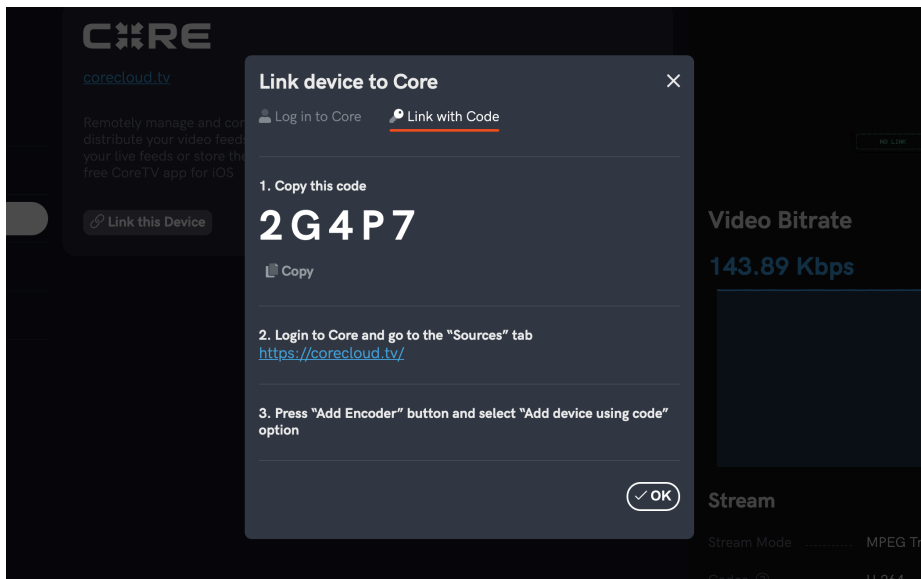 CORE
corecloud.tv
Remotely manage and cor
distribute your video feed
your live feeds or store the
free CoreTV app for iOS
Link this Device
Link device to Core
Log in to Core
Link with Code
1. Copy this code
2G4P7
Copy
2. Login to Core and go to the “Sources” tab
https://corecloud.tv/
3. Press “Add Encoder” button and select “Add device using code”
option
OK
NO LINK
Video Bitrate
143.89 Kbps
Stream
Stream Mode ........... MPEG Tr